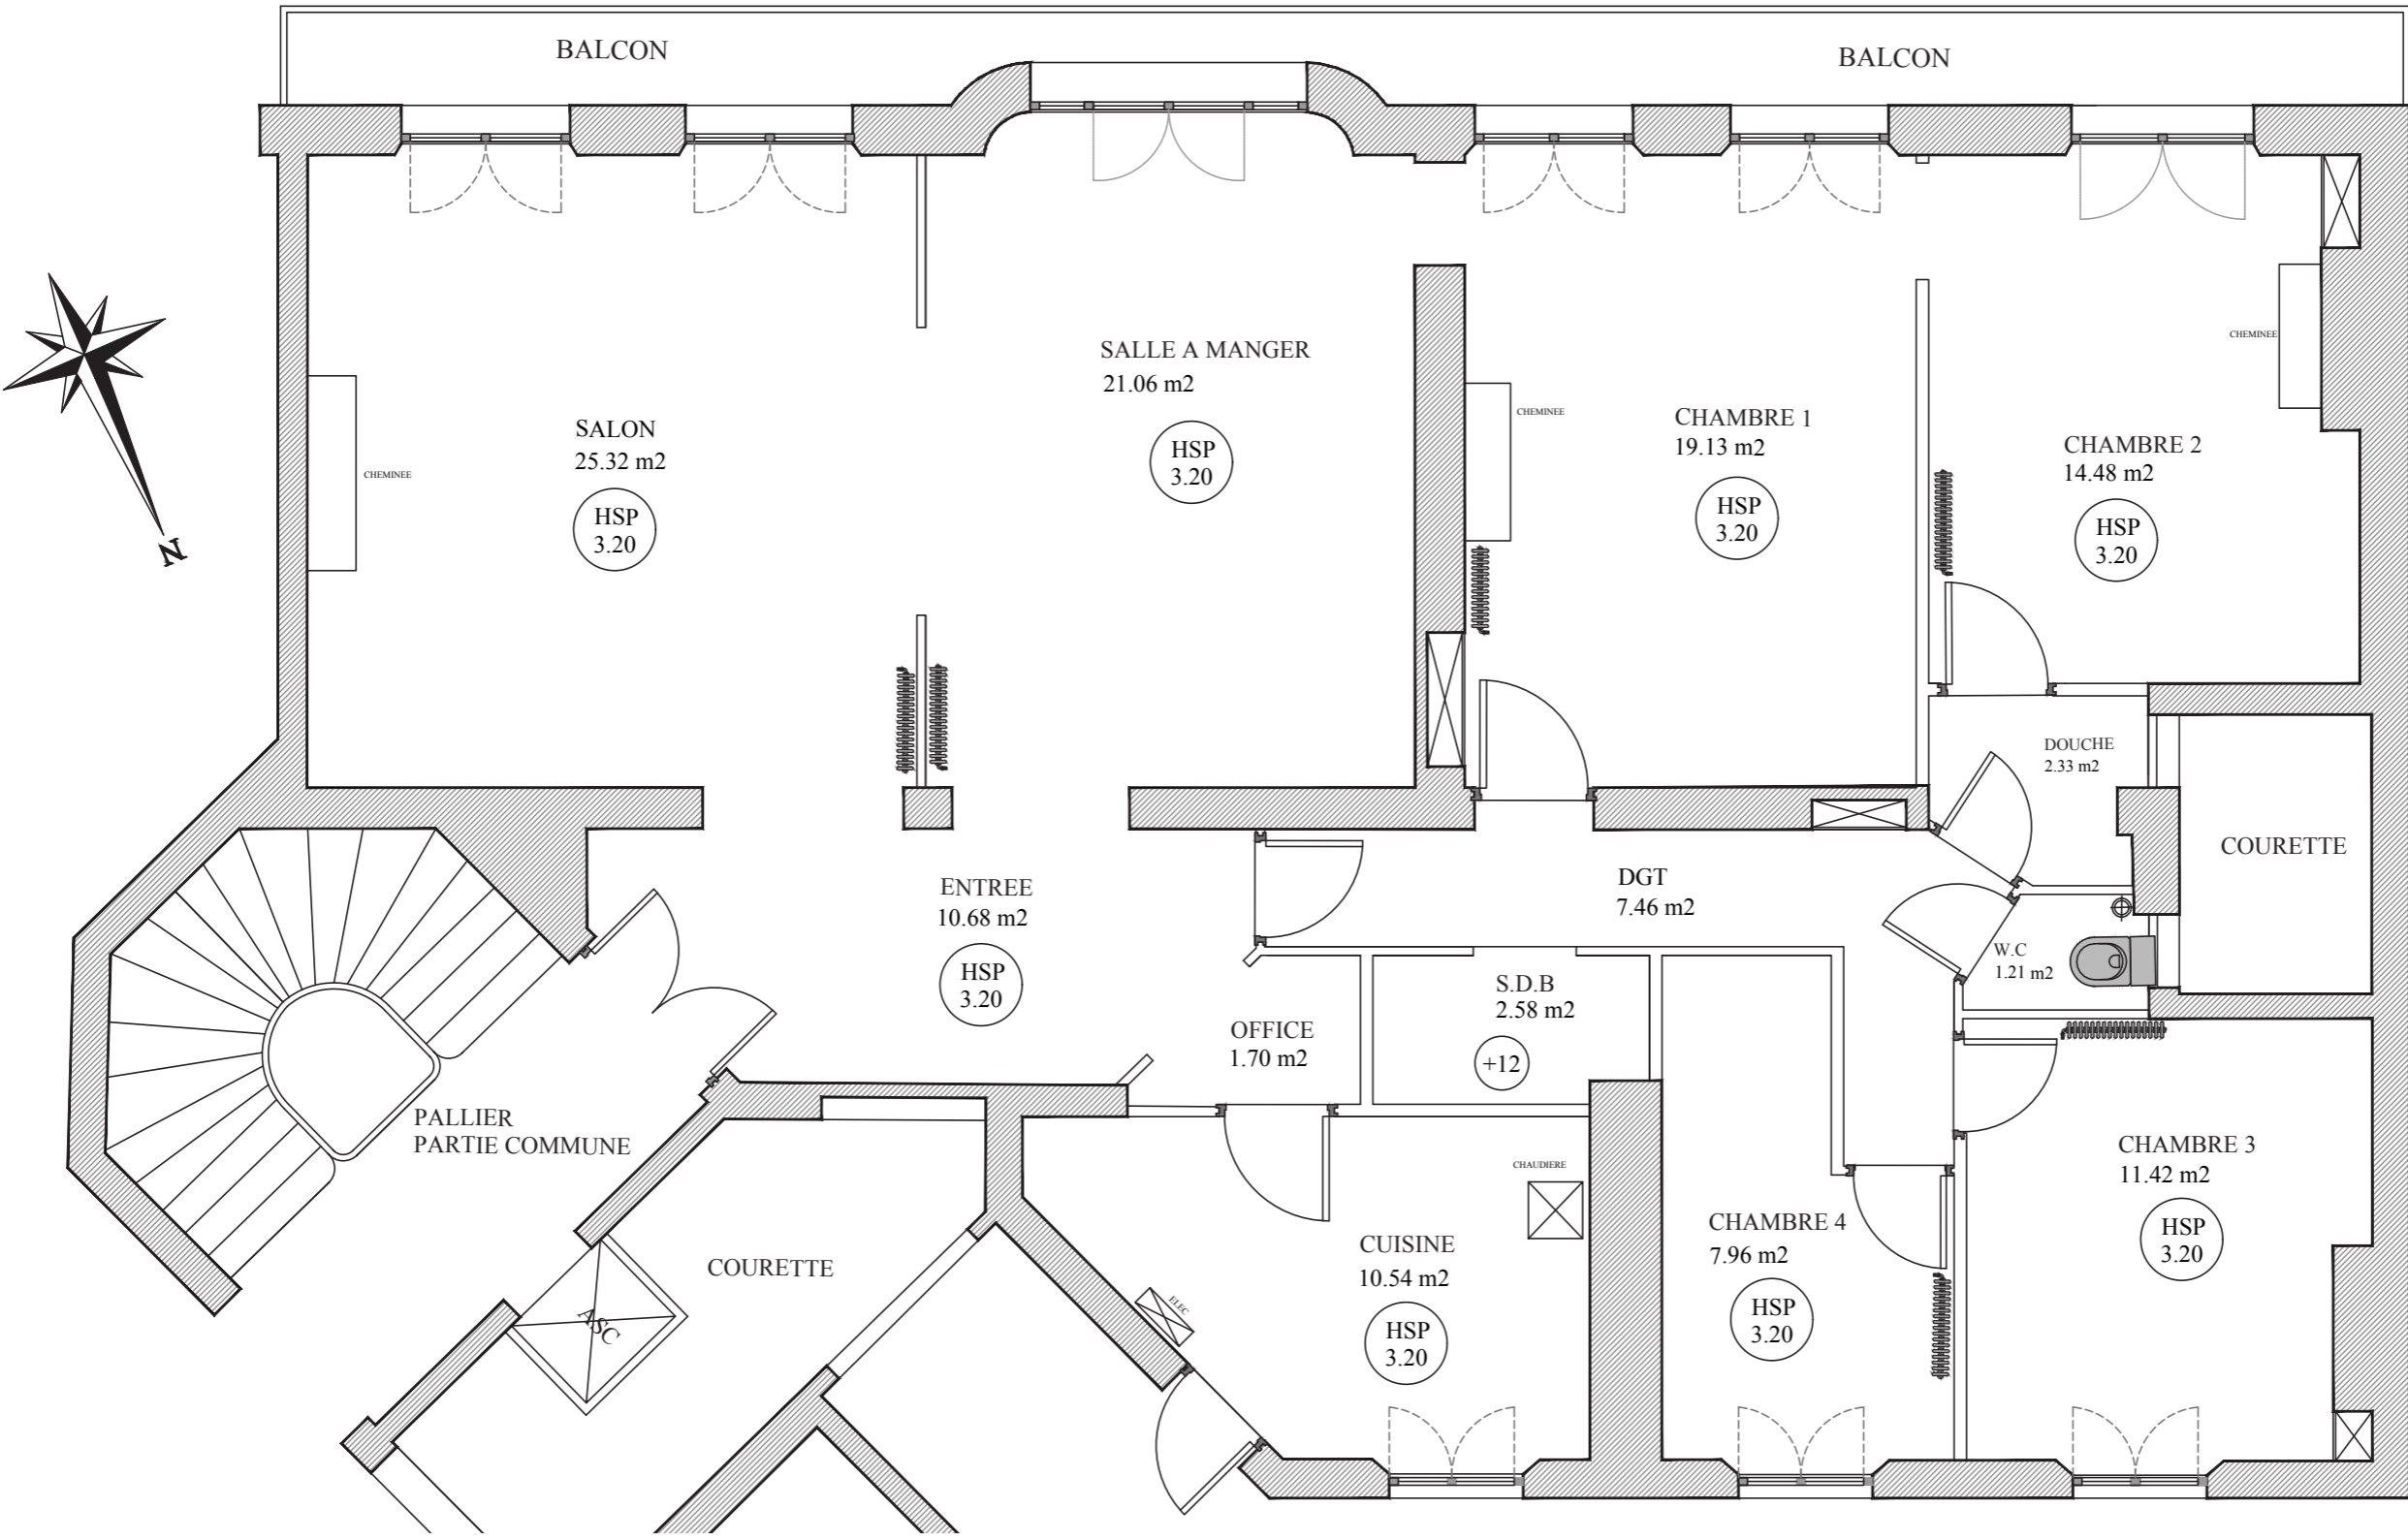 BALCON
BALCON
SALLE A MANGER
21.06 m2
HSP
3.20
CHEMINEE
SALON
25.32 m2
HSP
3.20
CHEMINEE
CHEMINEE
CHAMBRE 1
19.13 m2
HSP
3.20
CHAMBRE 2
14.48 m2
HSP
3.20
N
DOUCHE
2.33 m2
COURETTE
ENTREE
10.68 m2
HSP
3.20
DGT
7.46 m2
W.C
1.21 m2
S.D.B
2.58 m2
+12
OFFICE
1.70 m2
PALLIER
PARTIE COMMUNE
CHAUDIERE
CHAMBRE 3
11.42 m2
HSP
3.20
CHAMBRE 4
7.96 m2
HSP
3.20
CUISINE
10.54 m2
HSP
3.20
COURETTE
ELEC
ASC